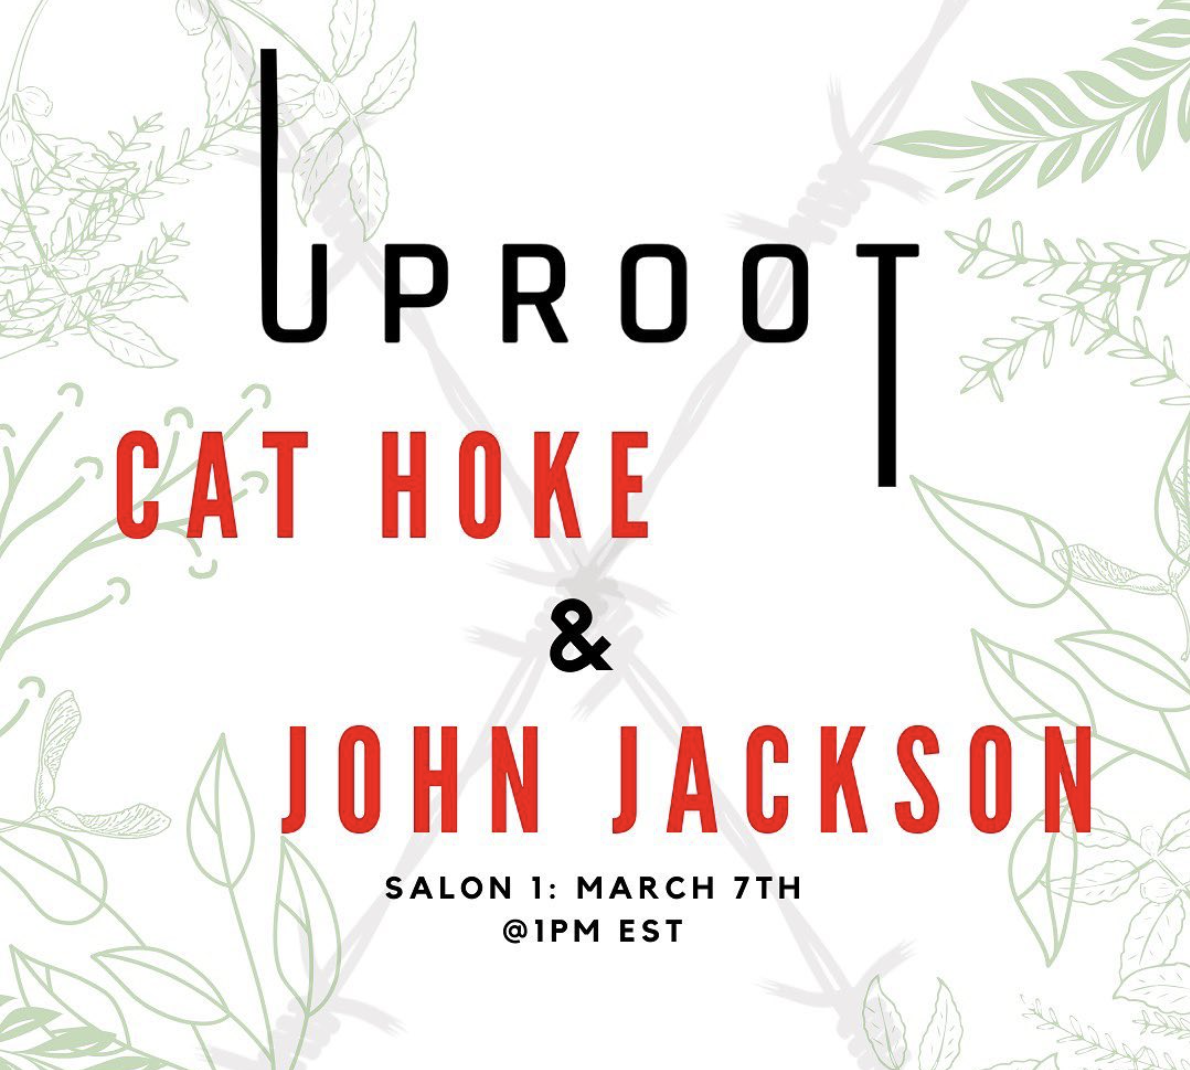 UPROOT
CAT HOKE
&
JOHN JACKSON
SALON 1: MARCH 7TH
@1PM EST